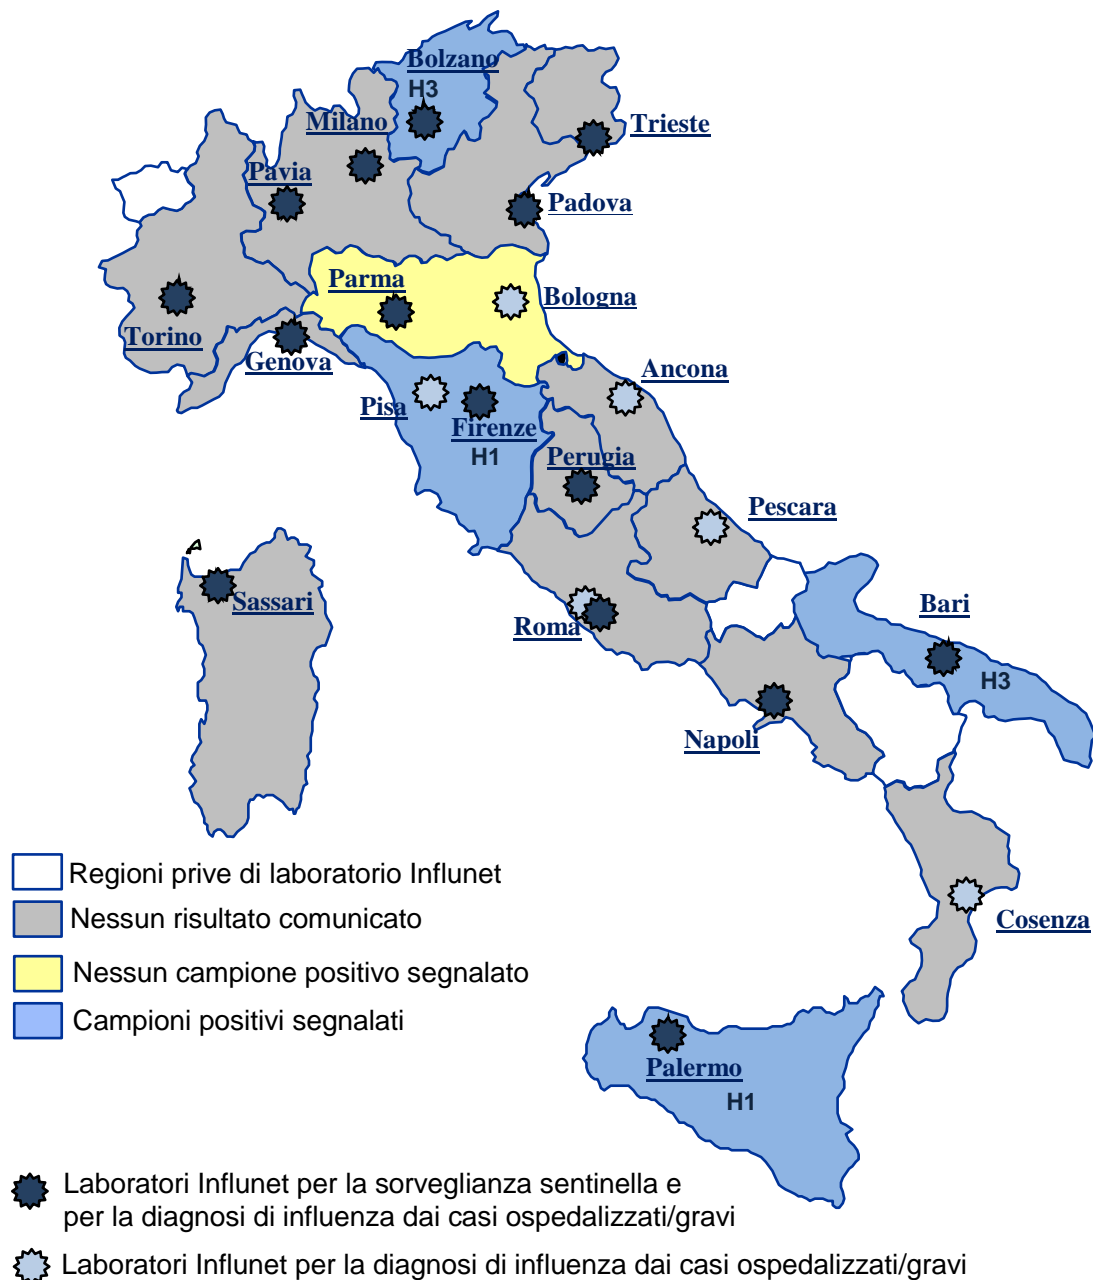 Bolzano
H3
Milano
Trieste
Pavia
Padova
Parma
Bologna
Torino
Genova
Ancona
Pisa
Firenze
H1
Perugia
Pescara
Sassari
Roma
Bari
H3
Napoli
Regioni prive di laboratorio Influnet
Nessun risultato comunicato
Cosenza
Nessun campione positivo segnalato
Campioni positivi segnalati
Palermo
H1
Laboratori Influnet per la sorveglianza sentinella e
per la diagnosi di influenza dai casi ospedalizzati/gravi
Laboratori Influnet per la diagnosi di influenza dai casi ospedalizzati/gravi